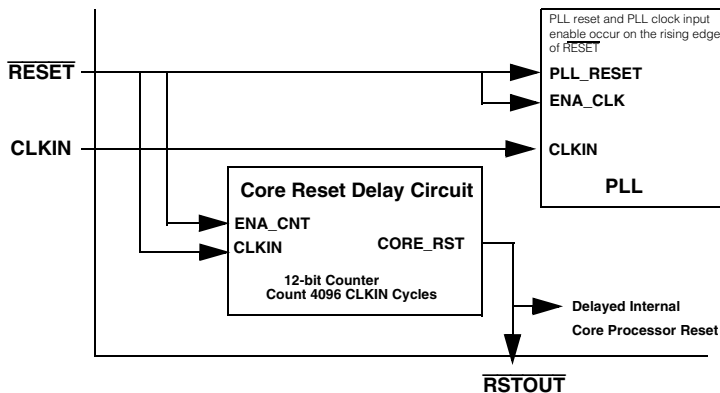 PLL reset and PLL clock input
enable occur on the rising edge
of RESET
RESET
PLL_RESET
ENA_CLK
CLKIN
CLKIN
PLL
Core Reset Delay Circuit
ENA_CNT
CLKIN
CORE_RST
12-bit Counter
Count 4096 CLKIN Cycles
Delayed Internal
Core Processor Reset
RSTOUT